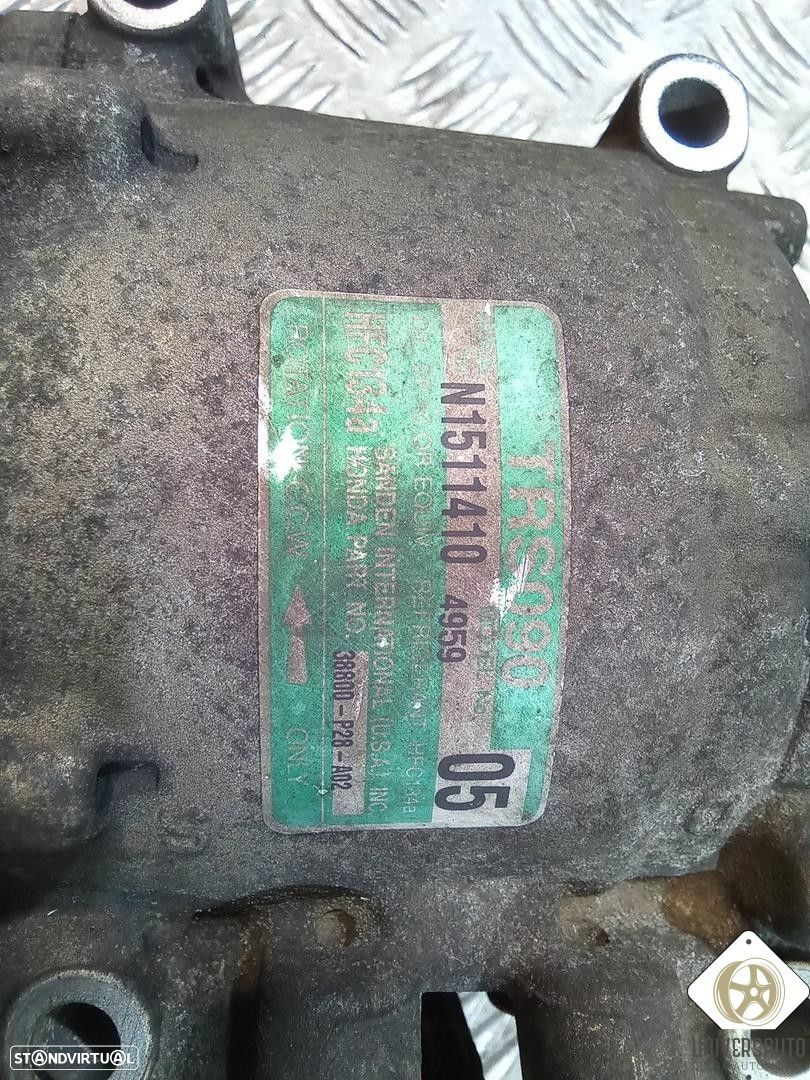 TRS090
MODEL NO.
05
N1511410 4959
REFRIGERANT HFC134a
SANDEN INTERNATIONAL (U.S.A.) INC.
HFC134a HONDA PART NO. 38800-P28-A02
ROTATION CCW ONLY
STANDVIRTUAL
UNIVERSAUTO